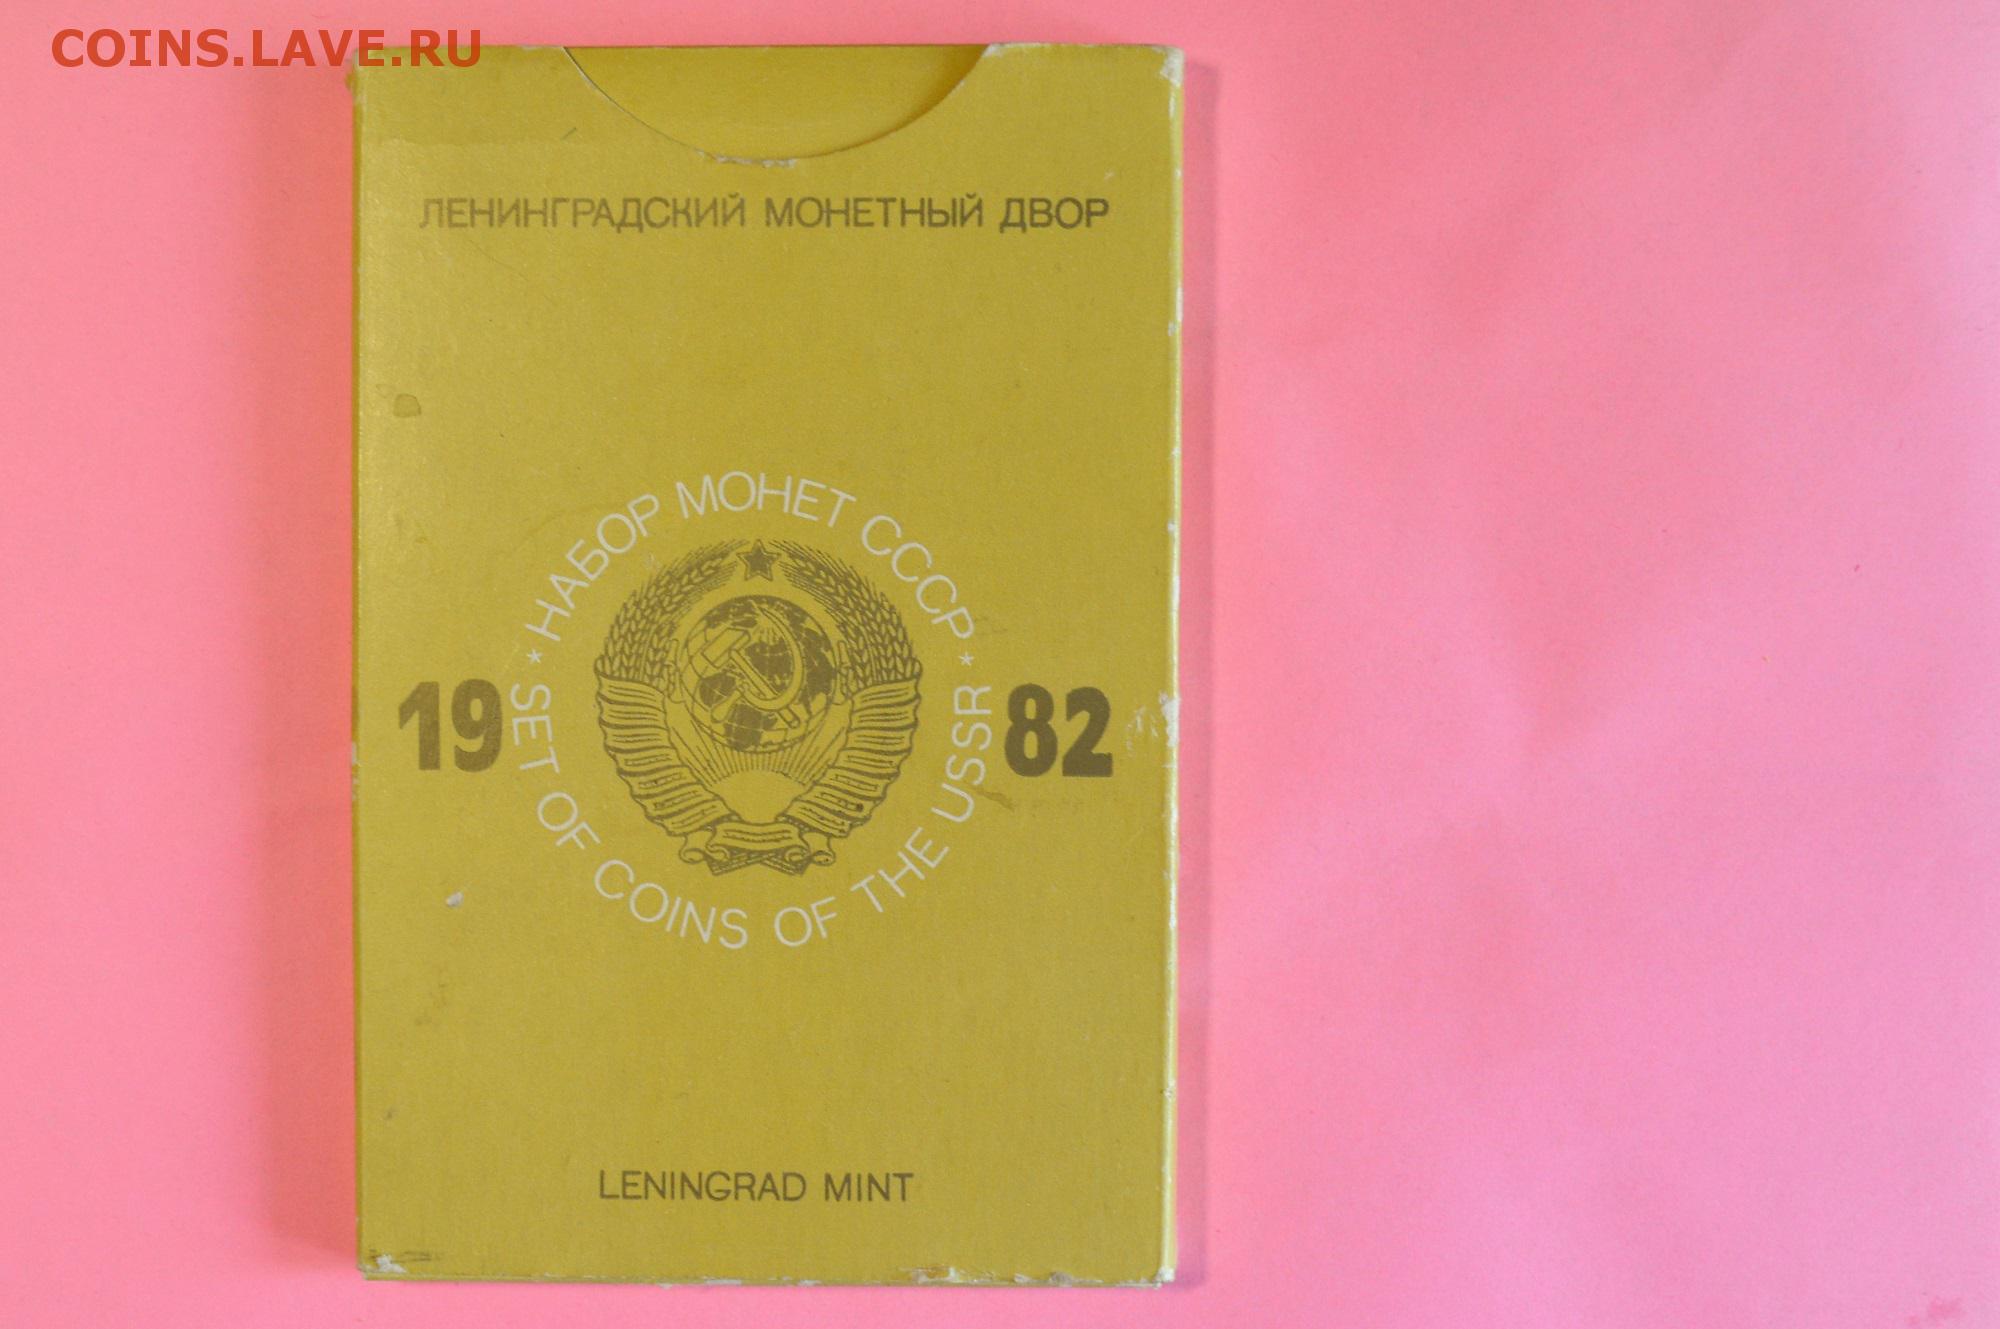 COINS.LAVE.RU
ЛЕНИНГРАДСКИЙ МОНЕТНЫЙ ДВОР
* НАБОР МОНЕТ СССР *
19 82
SET OF COINS OF THE USSR
LENINGRAD MINT